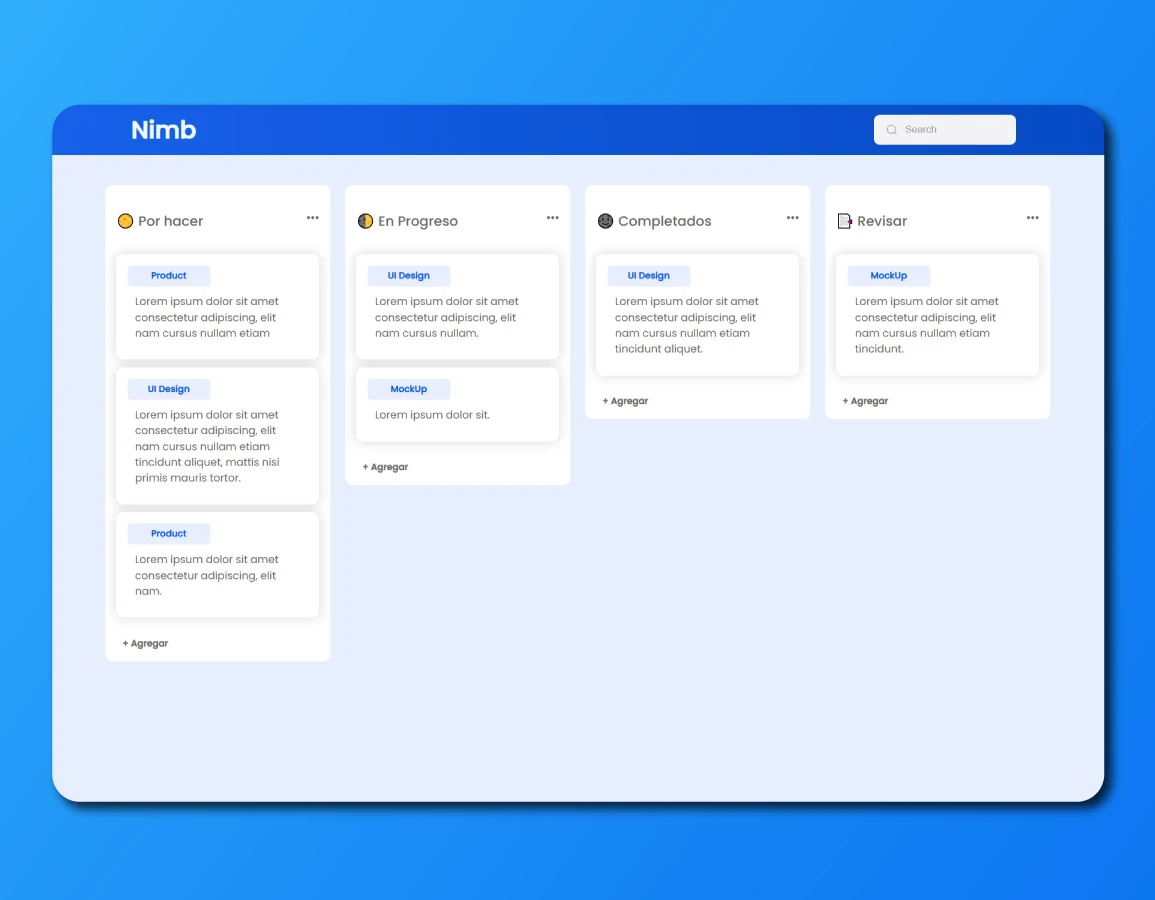 Nimb
Search
Por hacer
Product
Lorem ipsum dolor sit amet
consectetur adipiscing, elit
nam cursus nullam etiam
UI Design
Lorem ipsum dolor sit amet
consectetur adipiscing, elit
nam cursus nullam etiam
tincidunt aliquet, mattis nisi
primis mauris tortor.
Product
Lorem ipsum dolor sit amet
consectetur adipiscing, elit
nam.
+ Agregar
En Progreso
UI Design
Lorem ipsum dolor sit amet
consectetur adipiscing, elit
nam cursus nullam.
MockUp
Lorem ipsum dolor sit.
+ Agregar
Completados
UI Design
Lorem ipsum dolor sit amet
consectetur adipiscing, elit
nam cursus nullam etiam
tincidunt aliquet.
+ Agregar
Revisar
MockUp
Lorem ipsum dolor sit amet
consectetur adipiscing, elit
nam cursus nullam etiam
tincidunt.
+ Agregar